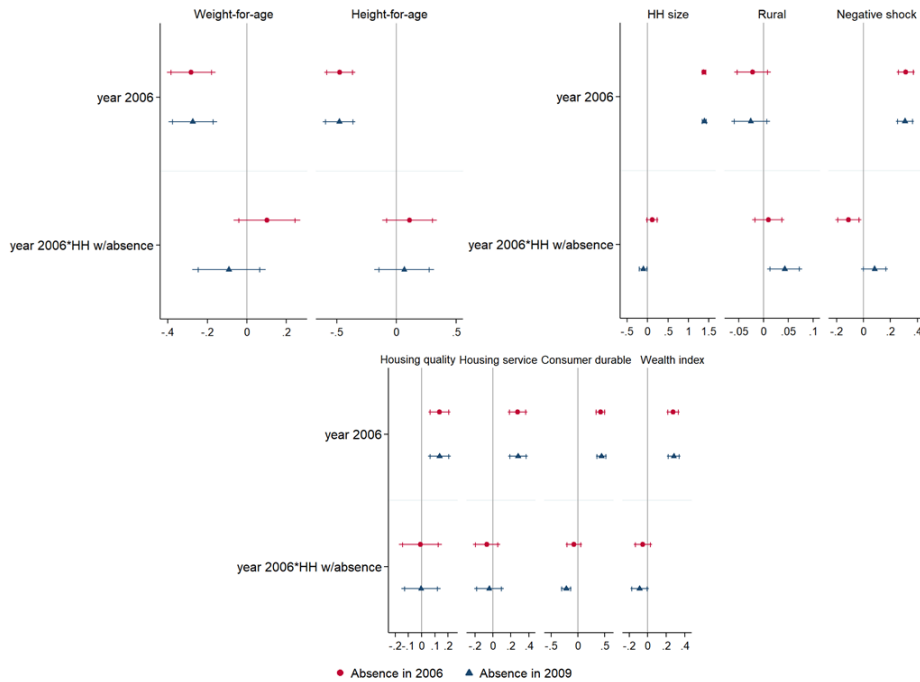 Weight-for-age Height-for-age
year 2006
year 2006*HH w/absence
-.4 -.2 0 .2 -.5 0 .5
HH size Rural Negative shock
year 2006
year 2006*HH w/absence
-.5 0 .5 1 1.5 -.05 0 .05 .1 -.2 0 .2 .4
Housing quality Housing service Consumer durable Wealth index
year 2006
year 2006*HH w/absence
-.2 -.1 0 .1 .2 -.2 0 .2 .4 -.5 0 .5 -.2 0 .2 .4
Absence in 2006 Absence in 2009